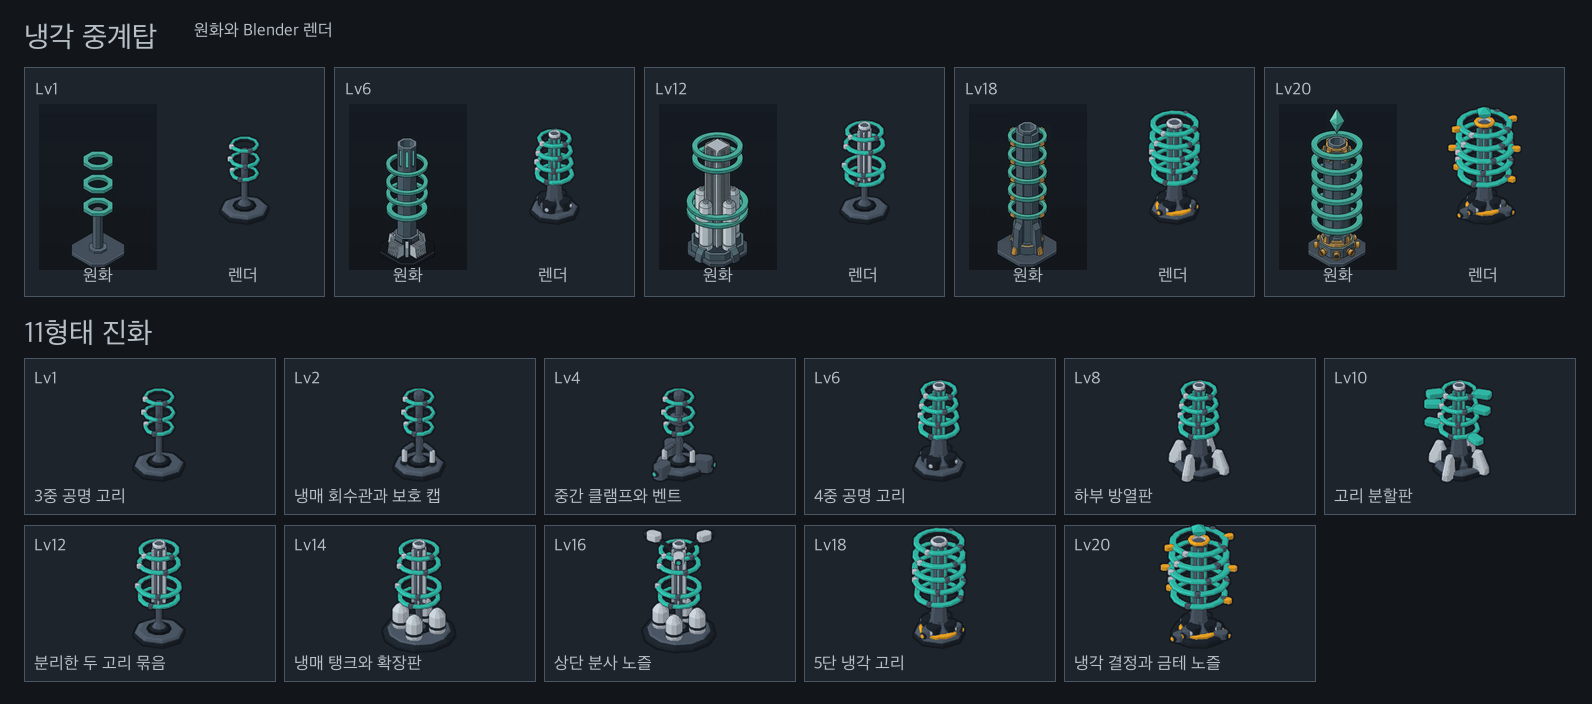 냉각 중계탑 원화와 Blender 렌더
Lv1 Lv6 Lv12 Lv18 Lv20
원화 렌더 원화 렌더 원화 렌더 원화 렌더 원화 렌더
11형태 진화
Lv1 Lv2 Lv4 Lv6 Lv8 Lv10
3중 공명 고리 냉매 회수관과 보호 캡 중간 클램프와 벤트 4중 공명 고리 하부 방열판 고리 분할판
Lv12 Lv14 Lv16 Lv18 Lv20
분리한 두 고리 묶음 냉매 탱크와 확장판 상단 분사 노즐 5단 냉각 고리 냉각 결정과 금테 노즐